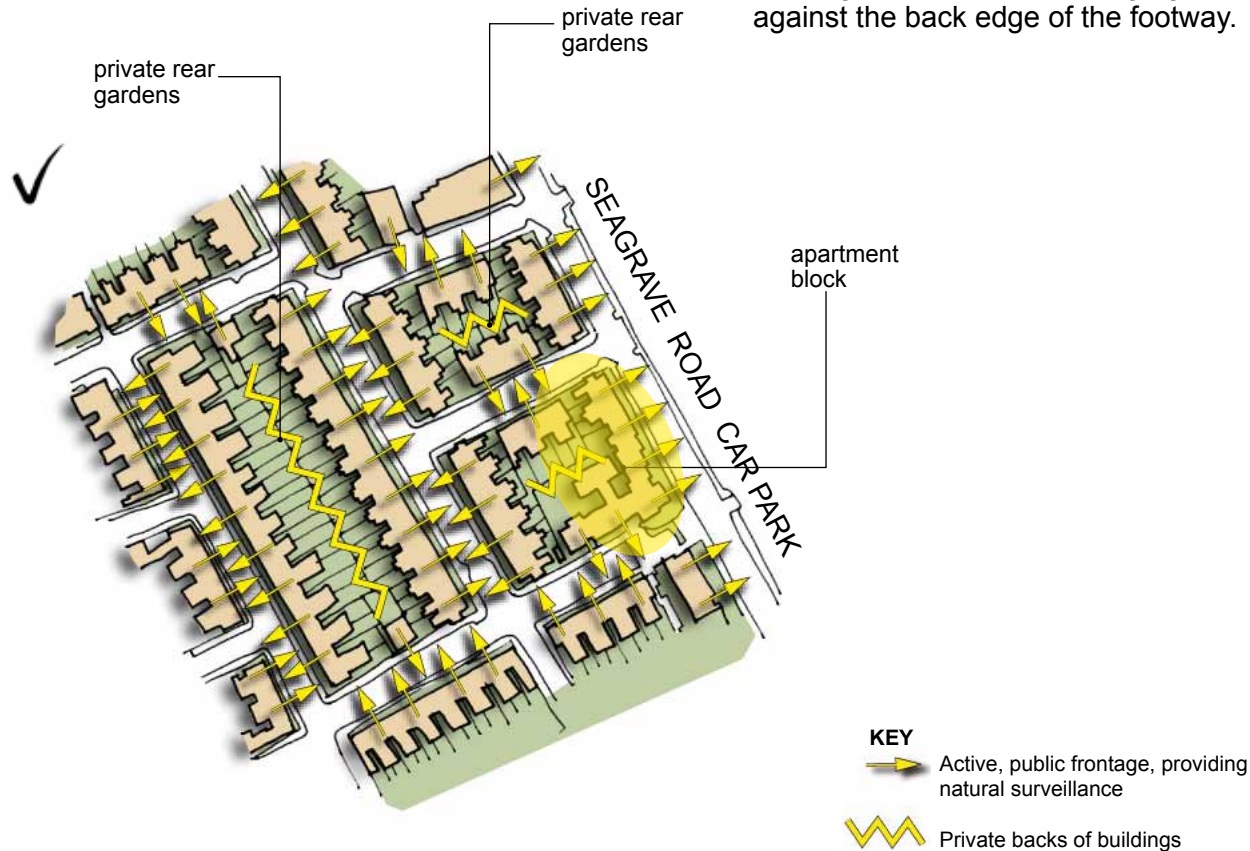 against the back edge of the footway.
private rear
gardens
private rear
gardens
SEAGRAVE ROAD CAR PARK
apartment
block
KEY
Active, public frontage, providing
natural surveillance
Private backs of buildings